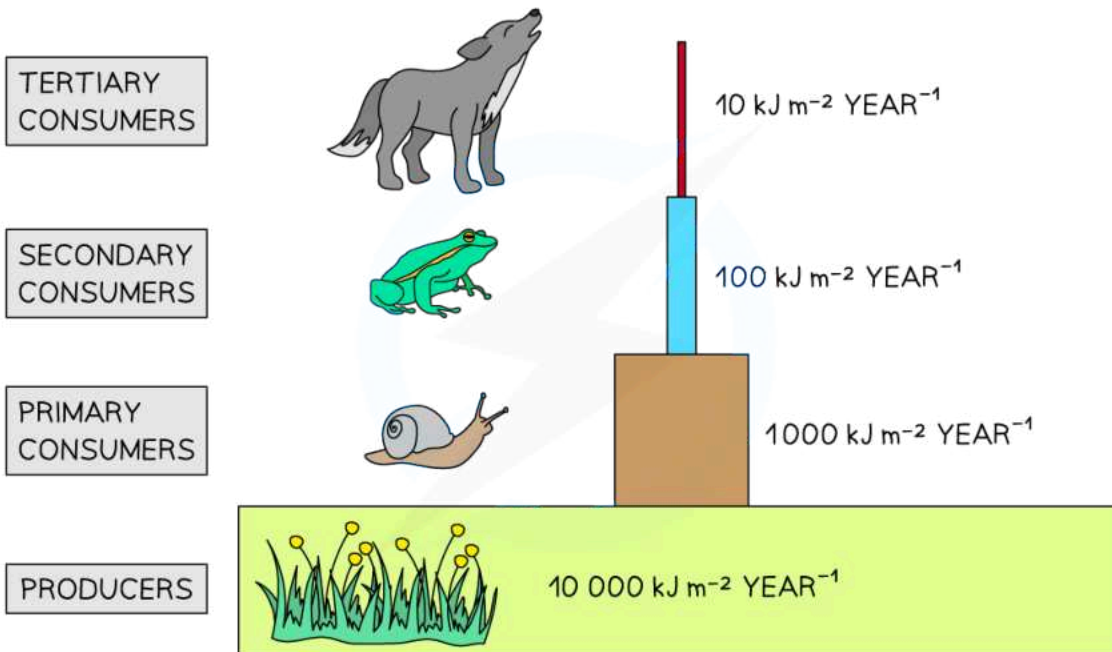 TERTIARY
CONSUMERS
10 kJ m⁻² YEAR⁻¹
SECONDARY
CONSUMERS
100 kJ m⁻² YEAR⁻¹
PRIMARY
CONSUMERS
1000 kJ m⁻² YEAR⁻¹
PRODUCERS
10 000 kJ m⁻² YEAR⁻¹